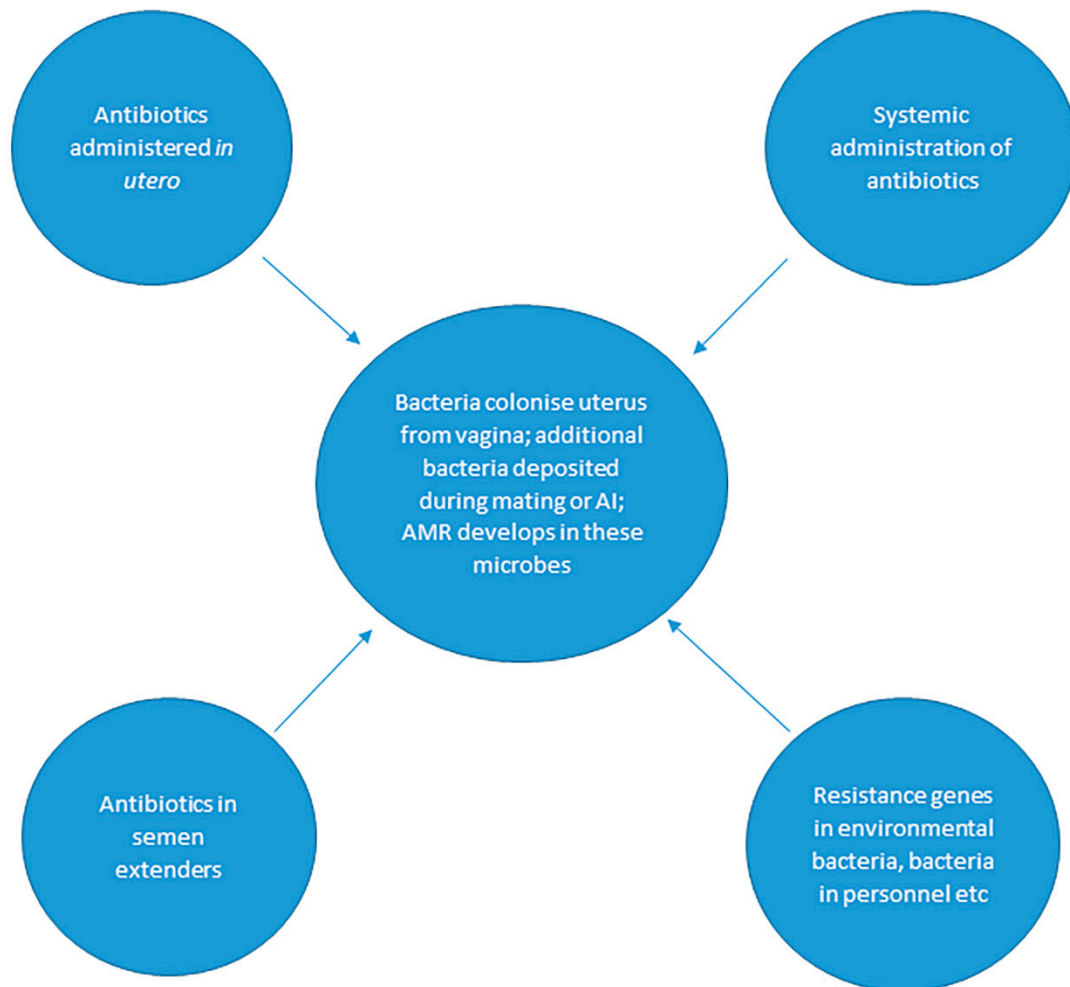 Antibiotics
administered in
utero
Systemic
administration of
antibiotics
Bacteria colonise uterus
from vagina; additional
bacteria deposited
during mating or AI;
AMR develops in these
microbes
Antibiotics in
semen
extenders
Resistance genes
in environmental
bacteria, bacteria
in personnel etc